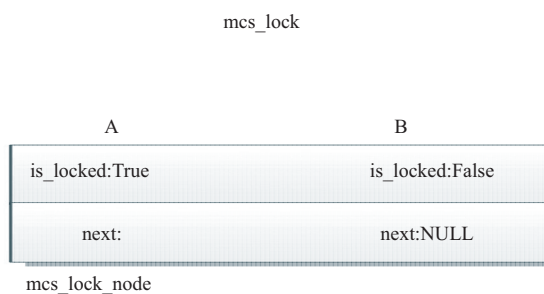 mcs_lock
A B
is_locked:True is_locked:False
next: next:NULL
mcs_lock_node